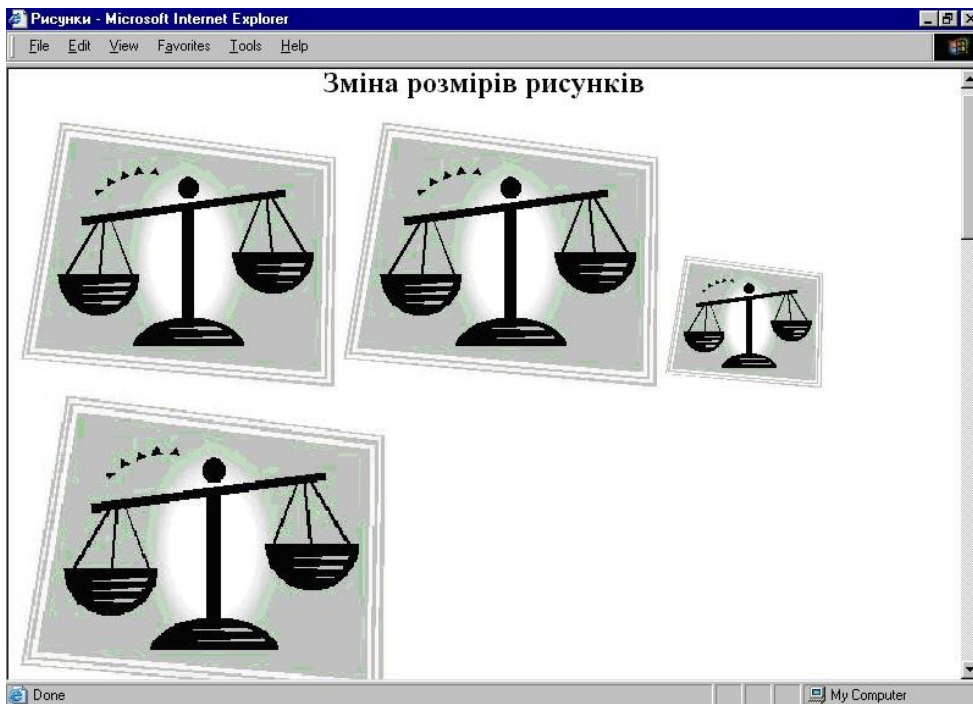 Рисунки - Microsoft Internet Explorer
File Edit View Favorites Tools Help
Зміна розмірів рисунків
Done
My Computer